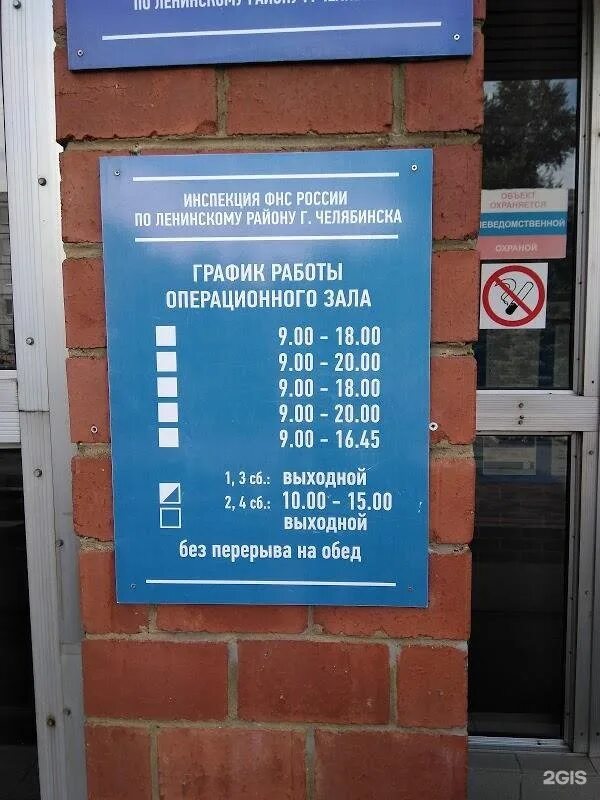 ПО ЛЕНИНСКОМУ РАЙОНУ Г. ЧЕЛЯБИНСКА
ИНСПЕКЦИЯ ФНС РОССИИ
ПО ЛЕНИНСКОМУ РАЙОНУ Г. ЧЕЛЯБИНСКА
ГРАФИК РАБОТЫ
ОПЕРАЦИОННОГО ЗАЛА
9.00 - 18.00
9.00 - 20.00
9.00 - 18.00
9.00 - 20.00
9.00 - 16.45
1, 3 сб.: ВЫХОДНОЙ
2, 4 сб.: 10.00 - 15.00
ВЫХОДНОЙ
без перерыва на обед
ОБЪЕКТ
ОХРАНЯЕТСЯ
ВНЕВЕДОМСТВЕННОЙ
ОХРАНОЙ
2GIS